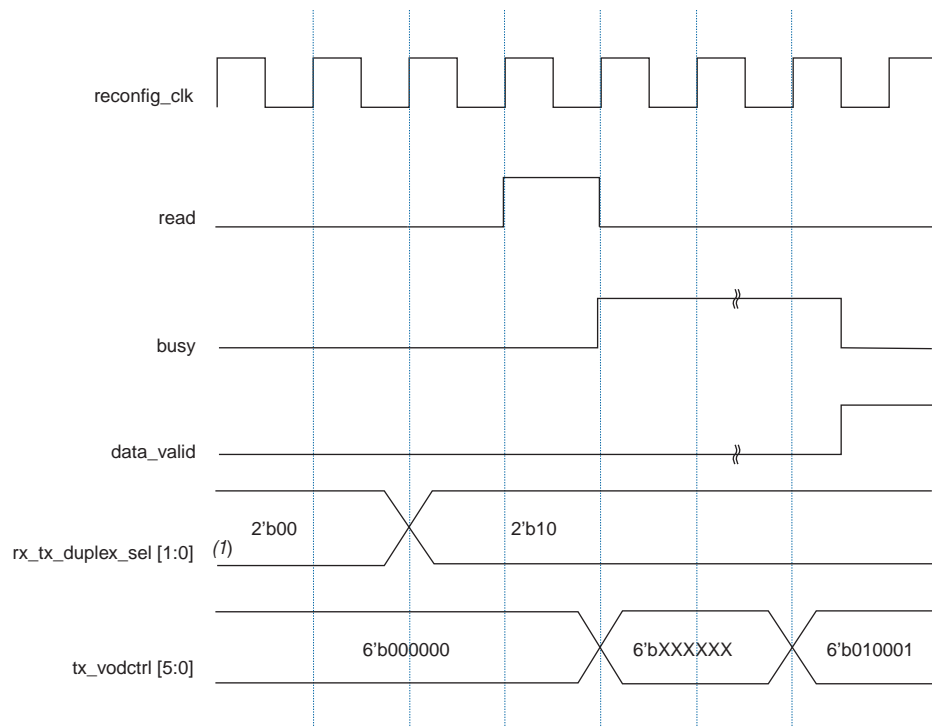 reconfig_clk
read
busy
data_valid
rx_tx_duplex_sel [1:0] (1) 2’b00 2’b10
tx_vodctrl [5:0] 6’b000000 6’bXXXXXX 6’b010001